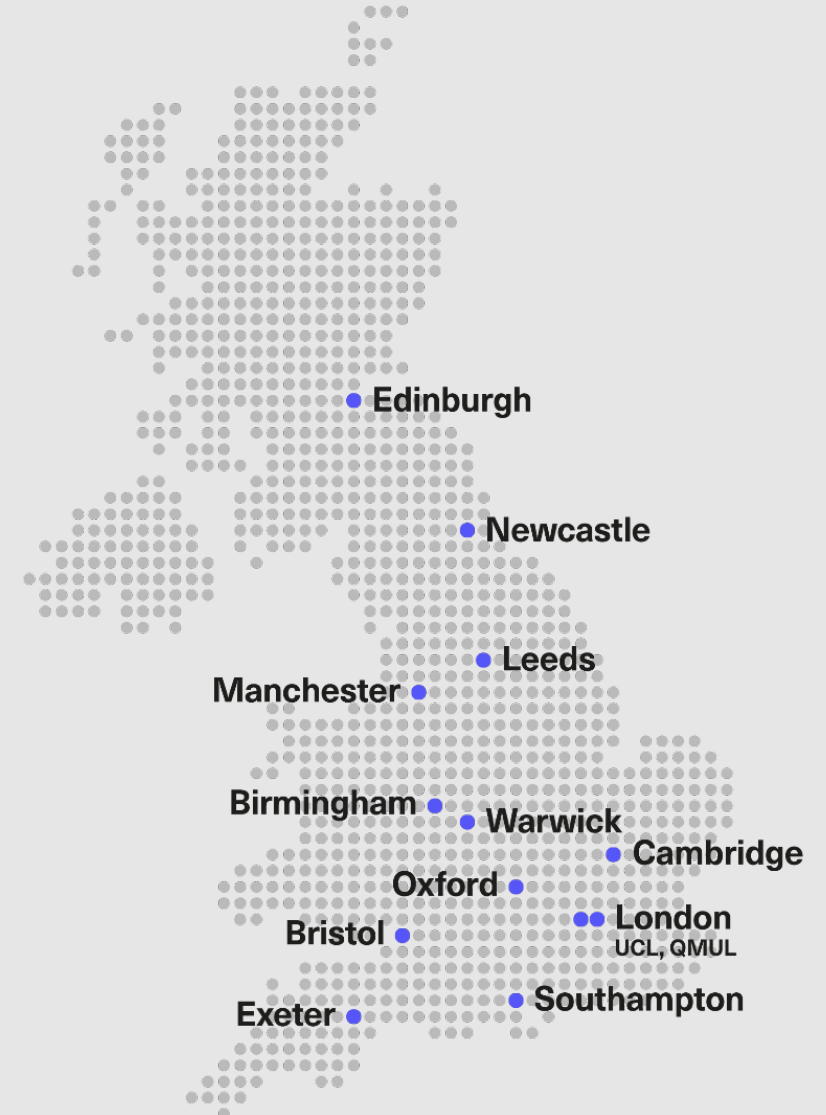 Edinburgh
Newcastle
Leeds
Manchester
Birmingham
Warwick
Cambridge
Oxford
London
UCL, QMUL
Bristol
Southampton
Exeter